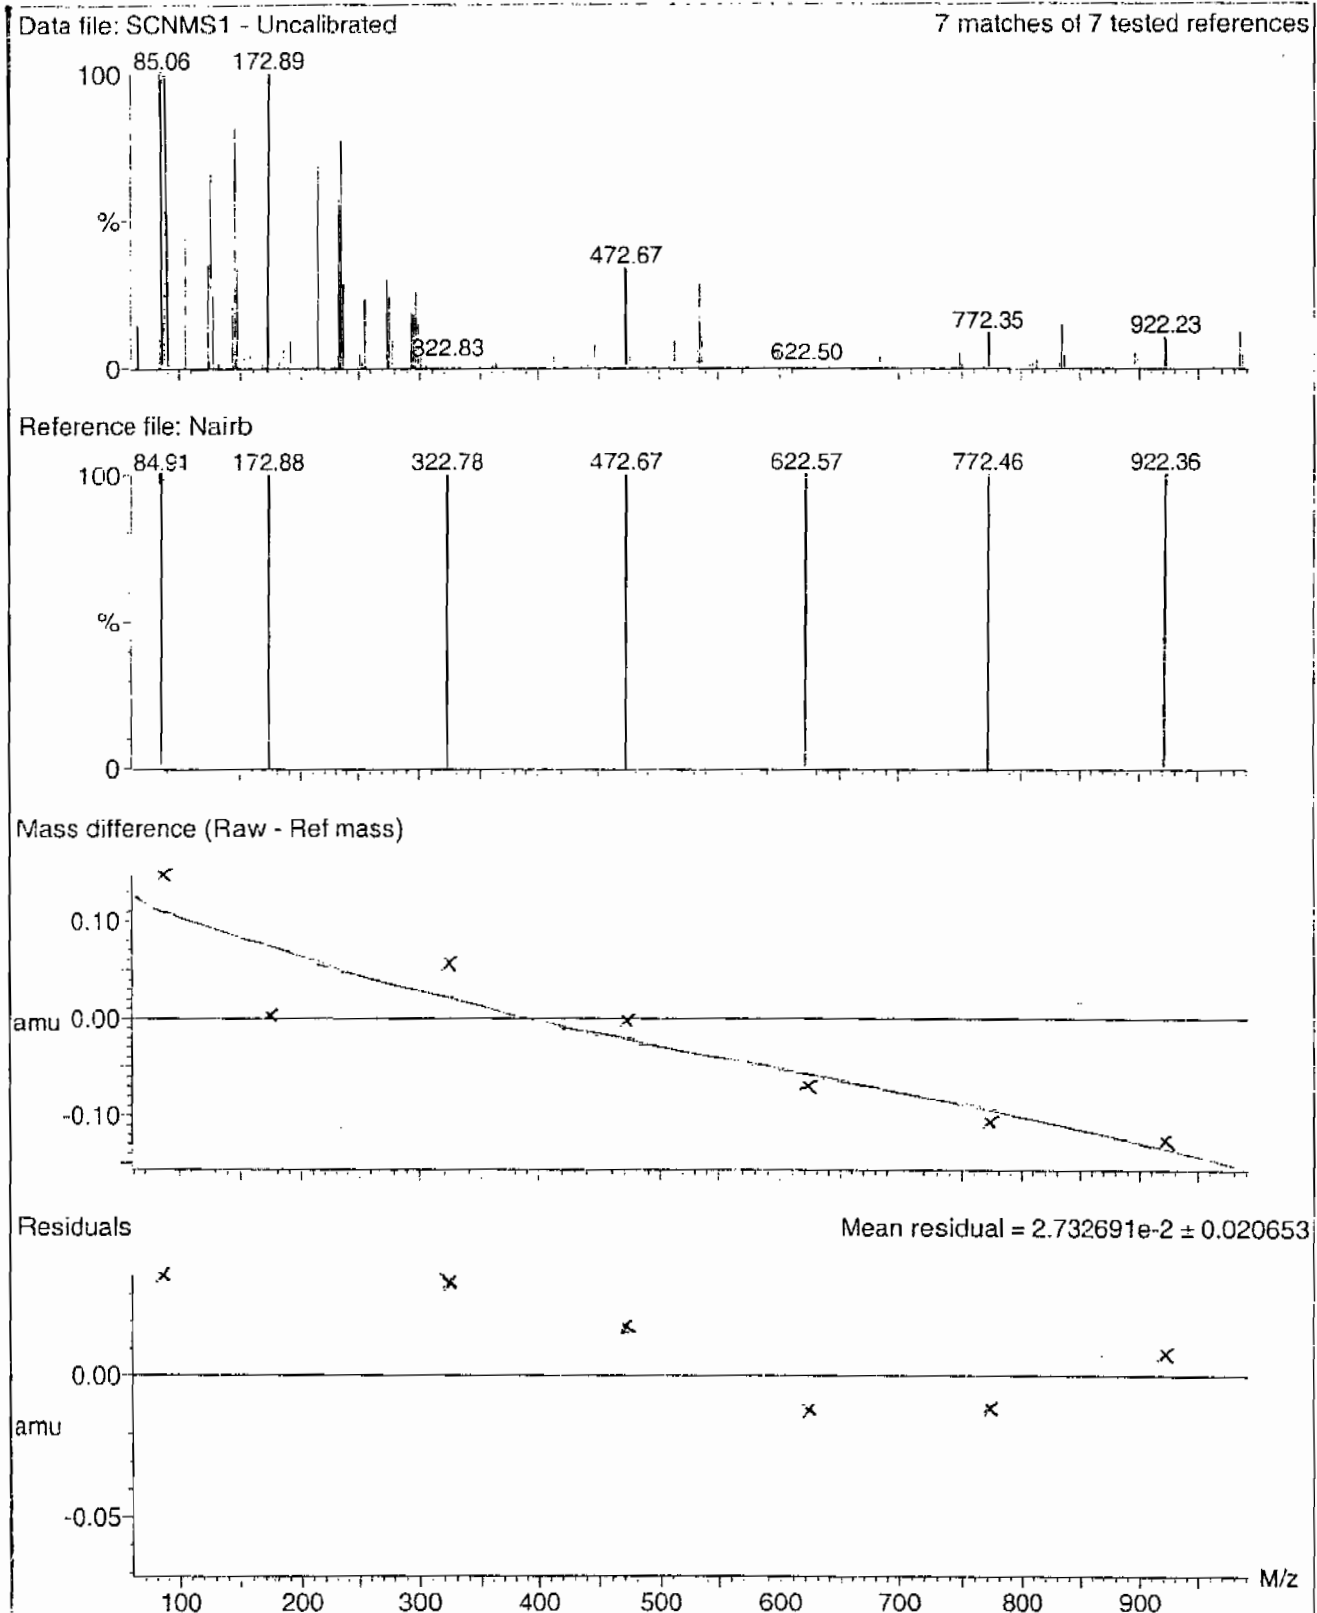 Data file: SCNMS1 - Uncalibrated
7 matches of 7 tested references
85.06 172.89
100
%
472.67
772.35 922.23
322.83 622.50
0
Reference file: Nairb
84.91 172.88 322.78 472.67 622.57 772.46 922.36
100
%
0
Mass difference (Raw - Ref mass)
0.10
amu 0.00
-0.10
Residuals
Mean residual = 2.732691e-2 ± 0.020653
0.00
amu
-0.05
M/z
100 200 300 400 500 600 700 800 900